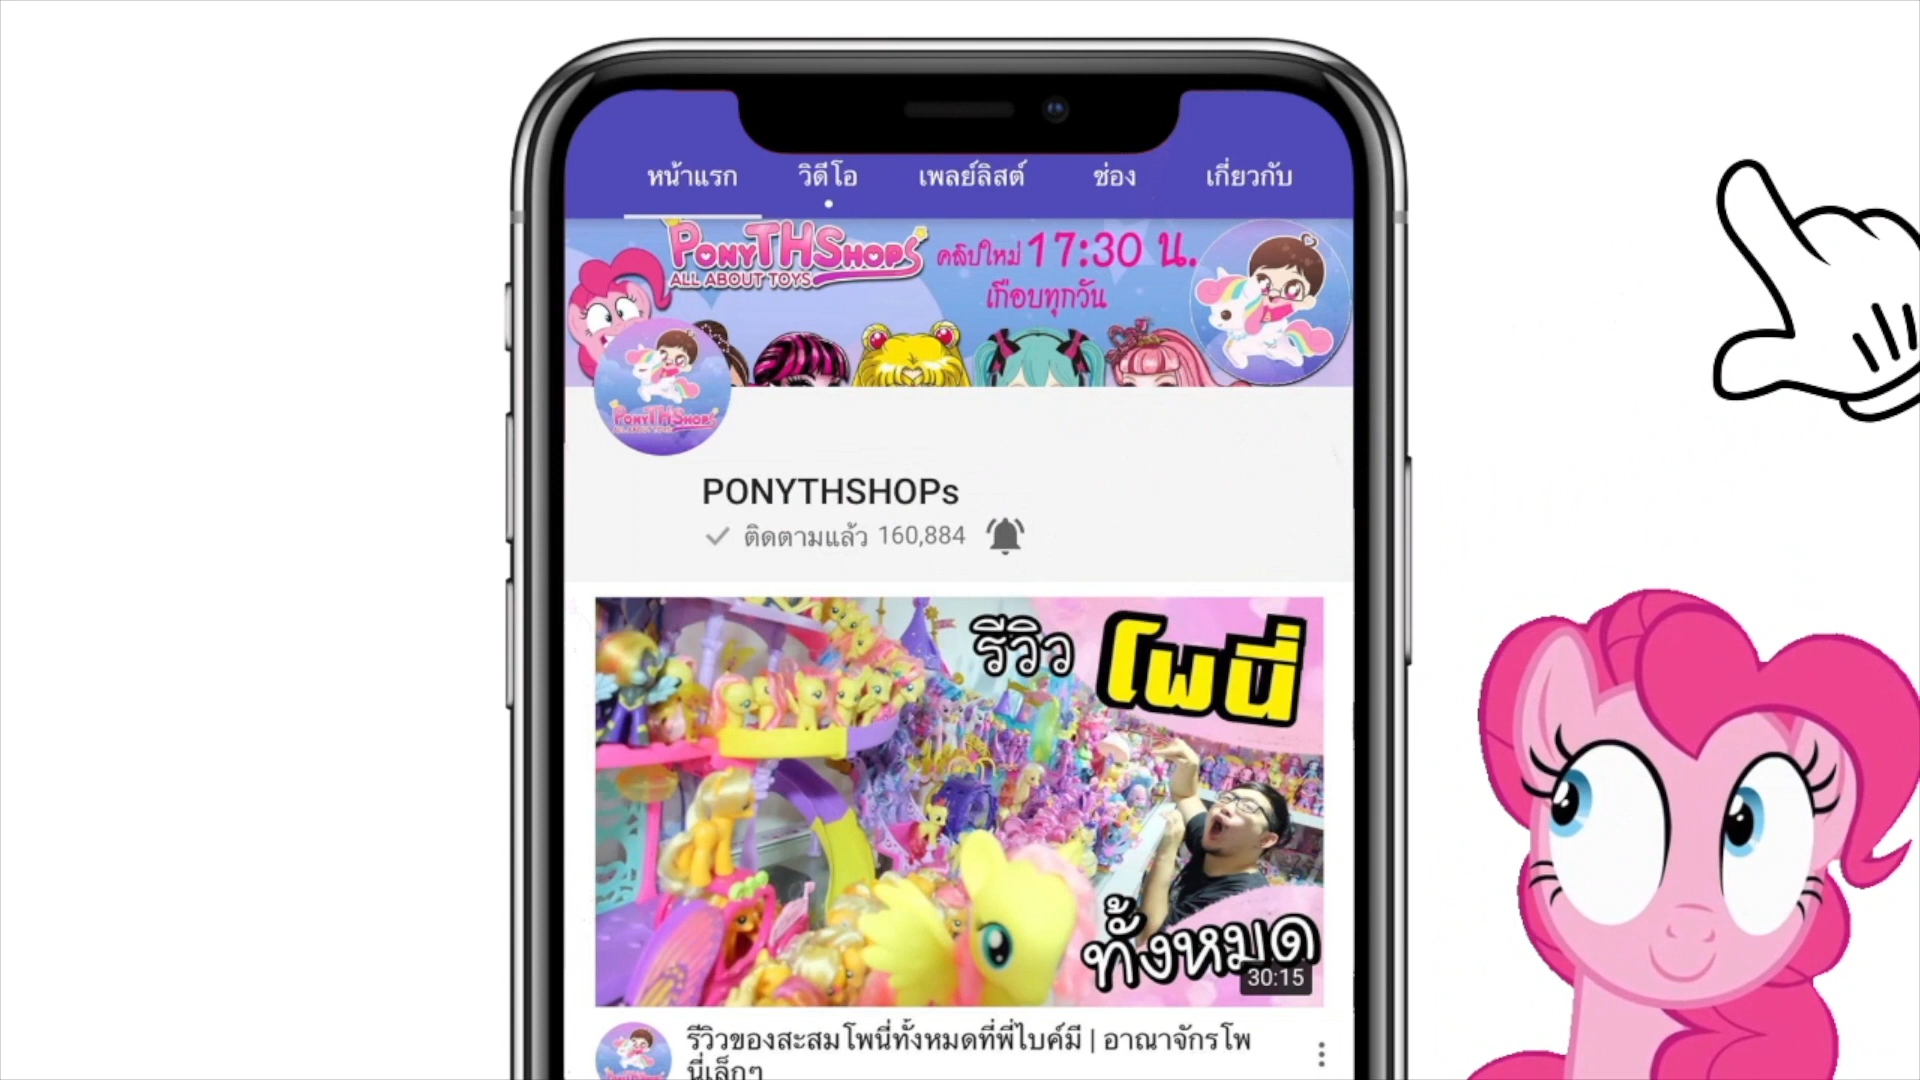 หน้าแรก วิดีโอ เพลย์ลิสต์ ช่อง เกี่ยวกับ
PONYTHSHOPS
ALL ABOUT TOYS
คลิปใหม่ 17:30 น.
เกือบทุกวัน
PONYTHSHOPS
ALL ABOUT TOYS
PONYTHSHOPs
ติดตามแล้ว 160,884
รีวิว โพนี่
ทั้งหมด
30:15
รีวิวของสะสมโพนี่ทั้งหมดที่พี่ไบค์มี | อาณาจักรโพ
นี่เล็กๆ